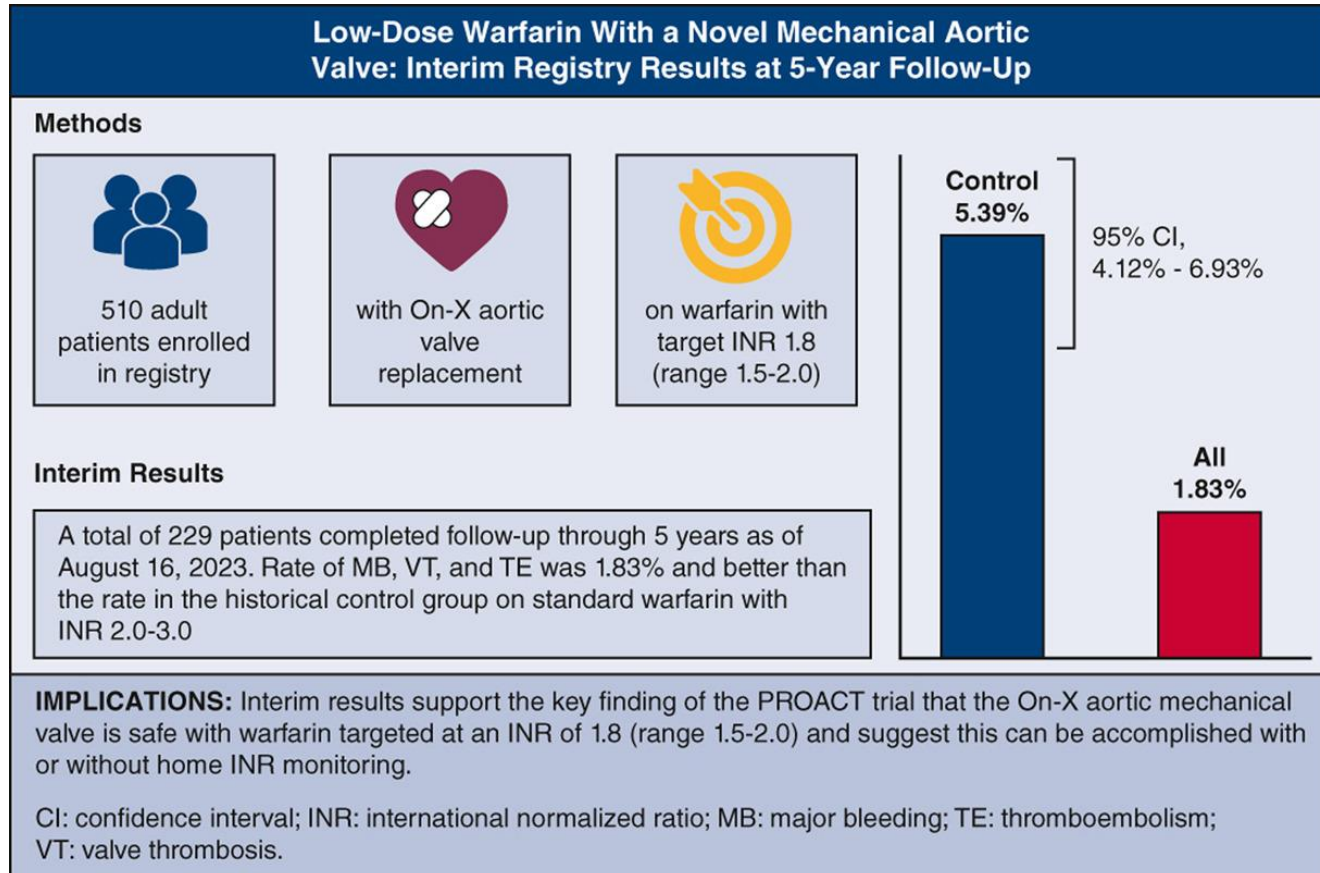 Low-Dose Warfarin With a Novel Mechanical Aortic
Valve: Interim Registry Results at 5-Year Follow-Up
Methods
510 adult
patients enrolled
in registry
with On-X aortic
valve
replacement
on warfarin with
target INR 1.8
(range 1.5-2.0)
Control
5.39%
95% CI,
4.12% - 6.93%
All
1.83%
Interim Results
A total of 229 patients completed follow-up through 5 years as of
August 16, 2023. Rate of MB, VT, and TE was 1.83% and better than
the rate in the historical control group on standard warfarin with
INR 2.0-3.0
IMPLICATIONS: Interim results support the key finding of the PROACT trial that the On-X aortic mechanical
valve is safe with warfarin targeted at an INR of 1.8 (range 1.5-2.0) and suggest this can be accomplished with
or without home INR monitoring.
CI: confidence interval; INR: international normalized ratio; MB: major bleeding; TE: thromboembolism;
VT: valve thrombosis.